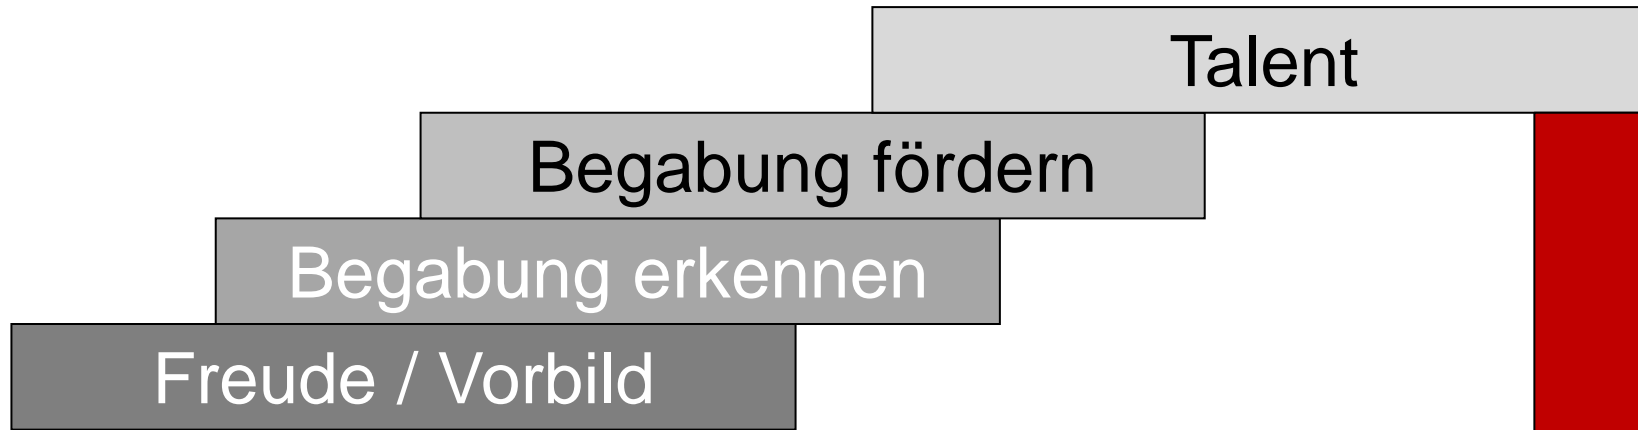 Talent
Begabung fördern
Begabung erkennen
Freude / Vorbild